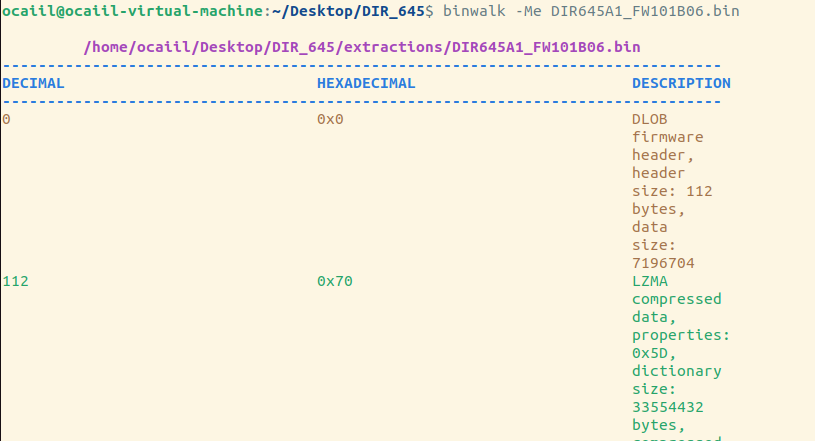 ocaiil@ocaiil-virtual-machine:~/Desktop/DIR_645$ binwalk -Me DIR645A1_FW101B06.bin
/home/ocaiil/Desktop/DIR_645/extractions/DIR645A1_FW101B06.bin
--------------------------------------------------------------------------------
DECIMAL HEXADECIMAL DESCRIPTION
--------------------------------------------------------------------------------
0 0x0 DLOB
firmware
header,
header
size: 112
bytes,
data
size:
7196704
112 0x70 LZMA
compressed
data,
properties:
0x5D,
dictionary
size:
33554432
bytes,